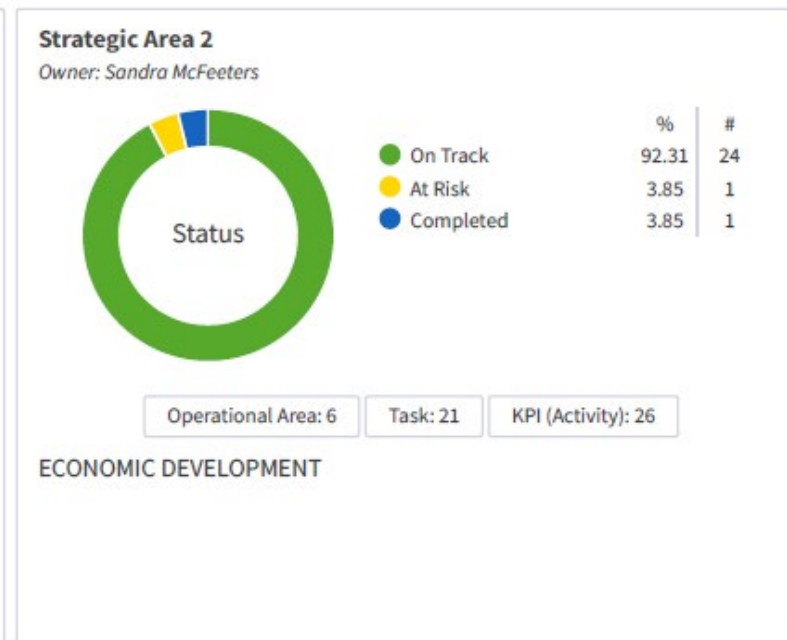 Strategic Area 2
Owner: Sandra McFeeters
Status
% #
On Track 92.31 24
At Risk 3.85 1
Completed 3.85 1
Operational Area: 6 Task: 21 KPI (Activity): 26
ECONOMIC DEVELOPMENT